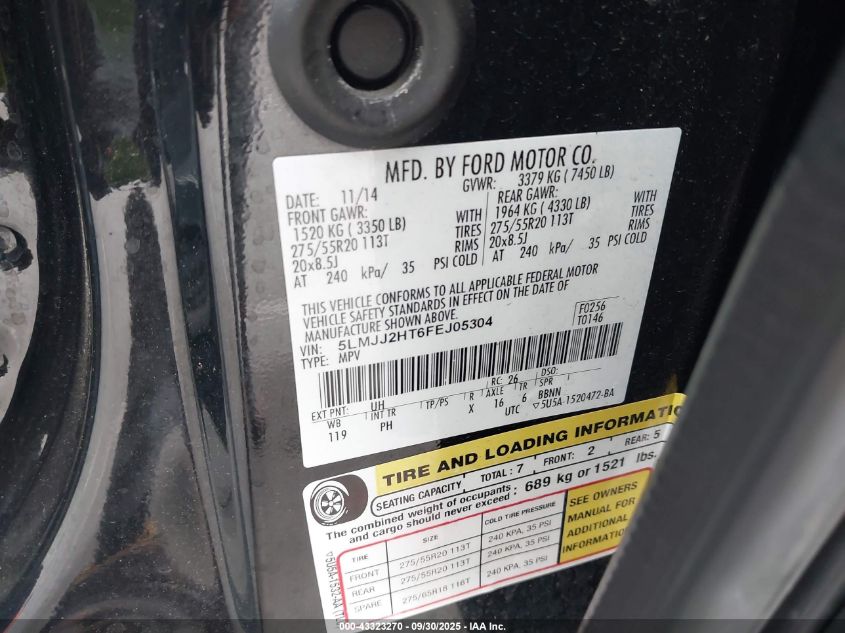 MFD. BY FORD MOTOR CO.
DATE: 11/14 GVWR: 3379 KG ( 7450 LB)
FRONT GAWR: REAR GAWR:
1520 KG ( 3350 LB) WITH 1964 KG ( 4330 LB) WITH
275/55R20 113T TIRES 275/55R20 113T TIRES
20x8.5J RIMS 20x8.5J RIMS
AT 240 kPa/ 35 PSI COLD AT 240 kPa/ 35 PSI COLD
THIS VEHICLE CONFORMS TO ALL APPLICABLE FEDERAL MOTOR
VEHICLE SAFETY STANDARDS IN EFFECT ON THE DATE OF
MANUFACTURE SHOWN ABOVE.
VIN: 5LMJJ2HT6FEJ05304 F0256
TYPE: MPV T0146
EXT PNT: UH RC: 26 DSO:
WB INT TR TP/PS R AXLE TR SPR
119 PH X 16 6 BBNN
UTC ▽5U5A-1520472-BA
TIRE AND LOADING INFORMATIO
SEATING CAPACITY TOTAL : 7 FRONT: 2 REAR: 5
The combined weight of occupants and cargo should never exceed : 689 kg or 1521 lbs.
TIRE SIZE COLD TIRE PRESSURE
FRONT 275/55R20 113T 240 KPA, 35 PSI
REAR 275/55R20 113T 240 KPA, 35 PSI
SPARE 275/65R18 116T 240 KPA, 35 PSI
SEE OWNERS
MANUAL FOR
ADDITIONAL
INFORMATION
000-43323270 - 09/30/2025 - IAA Inc.